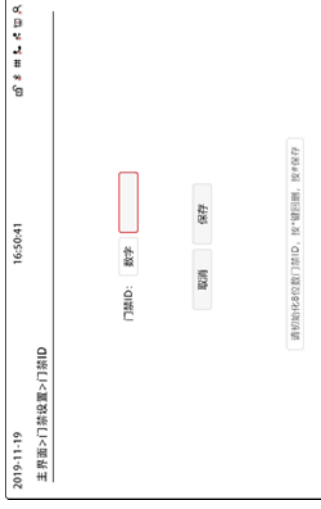 2019-11-19 16:50:41
主界面>门禁设置>门禁ID
门禁ID: 数字
取消 保存
请初始化8位数门禁ID，按*键回删，按#保存